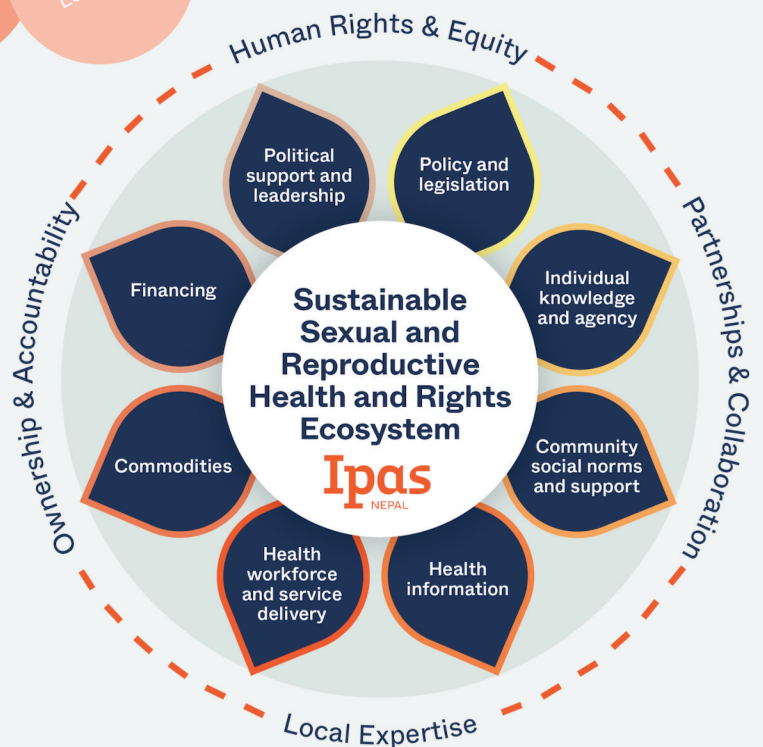 Human Rights & Equity
Political
support and
leadership
Policy and
legislation
Individual
knowledge
and agency
Community
social norms
and support
Health
information
Health
workforce
and service
delivery
Commodities
Financing
Sustainable
Sexual and
Reproductive
Health and Rights
Ecosystem
Ipas
NEPAL
Partnerships & Collaboration
Local Expertise
Ownership & Accountability